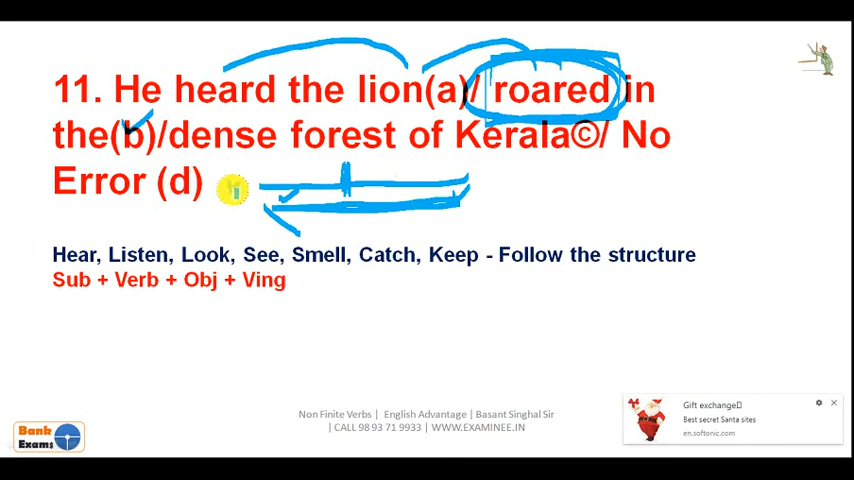 11. He heard the lion(a)/ roared in
the(b)/dense forest of Kerala©/ No
Error (d)
Hear, Listen, Look, See, Smell, Catch, Keep - Follow the structure
Sub + Verb + Obj + Ving
Non Finite Verbs | English Advantage | Basant Singhal Sir
| CALL 98 93 71 9933 | WWW.EXAMINEE.IN
Bank
Exams
Gift exchange
Best secret Santa sites
en.softonic.com